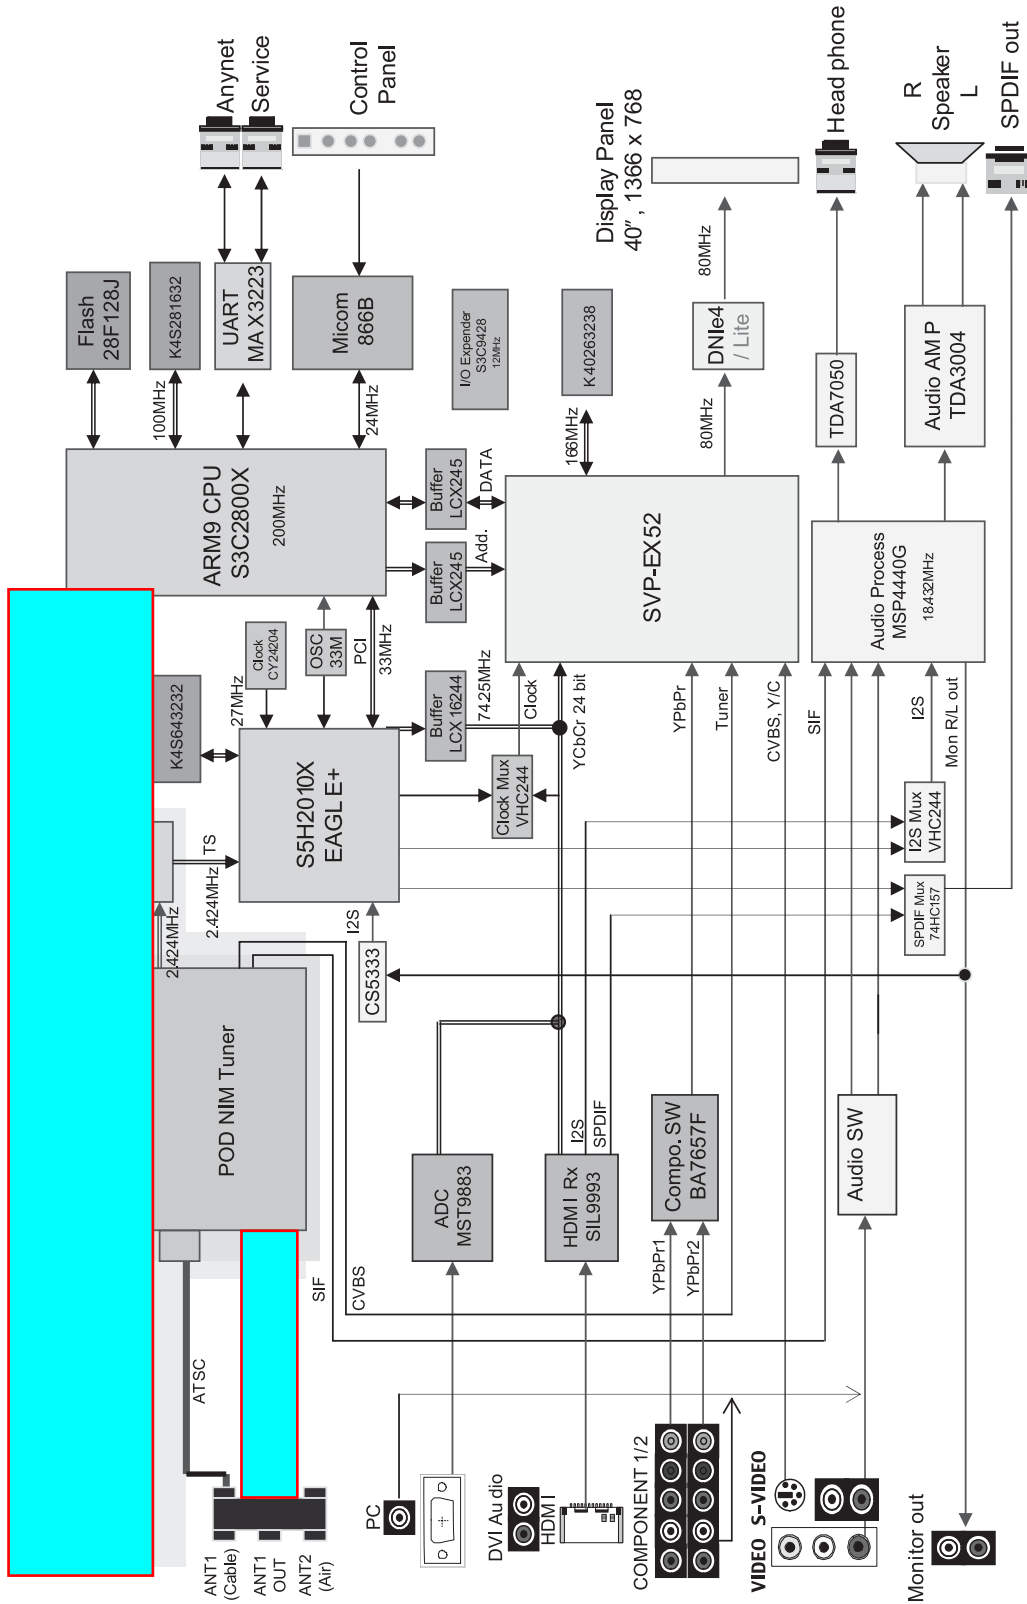 Anynet
Service
Control
Panel
Flash
28F128J
K4S281632
UART
MAX3223
Micom
866B
I/O Expender
S3C9428
12MHz
K40263238
Display Panel
40", 1366 x 768
80MHz
DNIe4
/ Lite
80MHz
Head phone
R
Speaker
L
SPDIF out
TDA7050
Audio AMP
TDA3004
100MHz
24MHz
166MHz
ARM9 CPU
S3C2800X
200MHz
Buffer
LCX245
DATA
Buffer
LCX245
Add.
SVP-EX52
Audio Process
MSP4440G
18.432MHz
Clock
CY24204
27MHz
OSC
33M
PCI
33MHz
K4S643232
Buffer
LCX16244
74.25MHz
Clock
YCbCr 24 bit
YPbPr
Tuner
CVBS, Y/C
SIF
I2S
Mon R/L out
S5H2010X
EAGLE+
Clock Mux
VHC244
I2S Mux
VHC244
SPDIF Mux
74HC157
TS
2.424MHz
2.424MHz
I2S
CS5333
POD NIM Tuner
ADC
MST9883
HDMI Rx
SIL9993
I2S
SPDIF
Compo. SW
BA7657F
Audio SW
SIF
CVBS
YPbPr1
YPbPr2
ATSC
ANT1
(Cable)
ANT1
OUT
ANT2
(Air)
PC
DVI Audio
HDMI
COMPONENT 1/2
VIDEO S-VIDEO
Monitor out